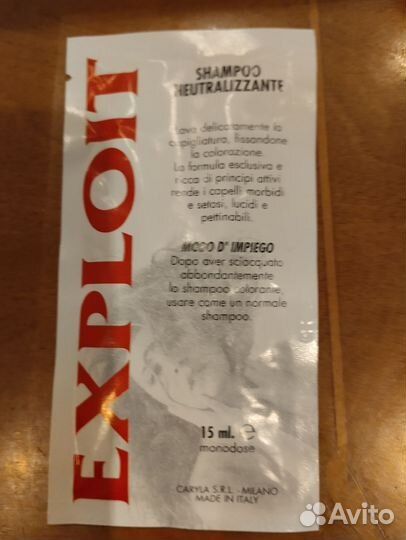 EXPLOIT
SHAMPOO
NEUTRALIZZANTE
Lava delicatamente la
capigliatura, fissandone
la colorazione.
La formula esclusiva e
ricca di principi attivi
rende i capelli morbidi
e setosi, lucidi e
pettinabili.
MODO D' IMPIEGO
Dopo aver sciacquato
abbondantemente
lo shampoo colorante,
usare come un normale
shampoo.
15 ml. e
monodose
CARYLA S.R.L. - MILANO
MADE IN ITALY
Avito